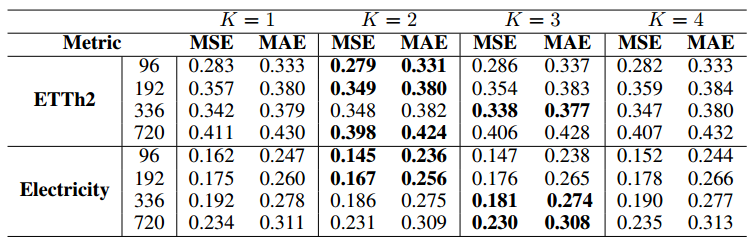 K = 1 K = 2 K = 3 K = 4
Metric MSE MAE MSE MAE MSE MAE MSE MAE
ETTh2
96 0.283 0.333 0.279 0.331 0.286 0.337 0.282 0.333
192 0.357 0.380 0.349 0.380 0.354 0.383 0.359 0.384
336 0.342 0.379 0.348 0.382 0.338 0.377 0.347 0.380
720 0.411 0.430 0.398 0.424 0.406 0.428 0.407 0.432
Electricity
96 0.162 0.247 0.145 0.236 0.147 0.238 0.152 0.244
192 0.175 0.260 0.167 0.256 0.176 0.265 0.178 0.266
336 0.192 0.278 0.186 0.275 0.181 0.274 0.190 0.277
720 0.234 0.311 0.231 0.309 0.230 0.308 0.235 0.313